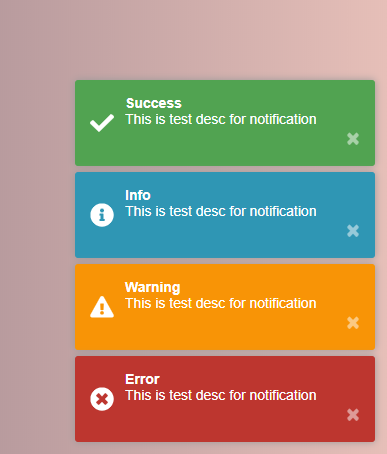 Success
This is test desc for notification
Info
This is test desc for notification
Warning
This is test desc for notification
Error
This is test desc for notification